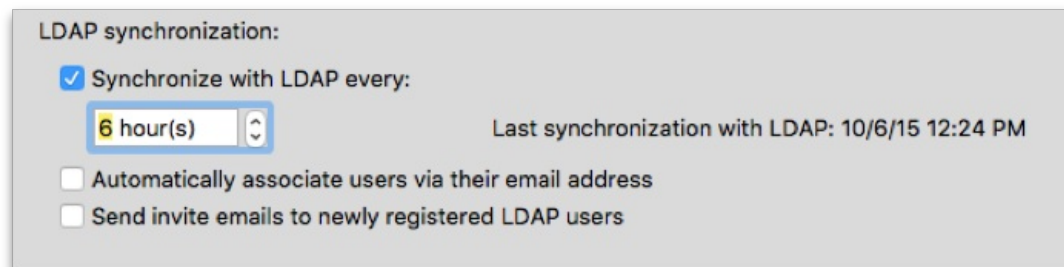 LDAP synchronization:
Synchronize with LDAP every:
6 hour(s) Last synchronization with LDAP: 10/6/15 12:24 PM
Automatically associate users via their email address
Send invite emails to newly registered LDAP users